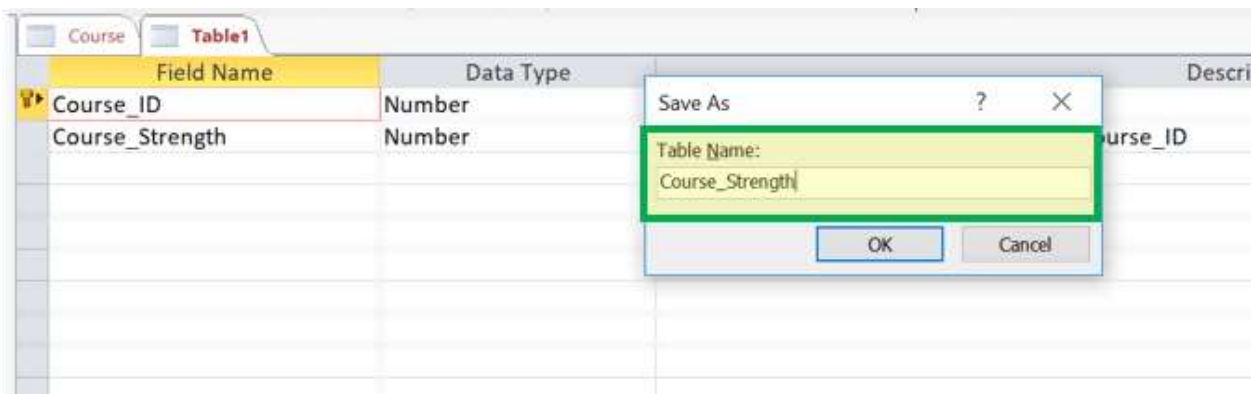 Course Table1
Field Name Data Type Descri
Course_ID Number
Course_Strength Number urse_ID
Save As ? ×
Table Name:
Course_Strength
OK Cancel